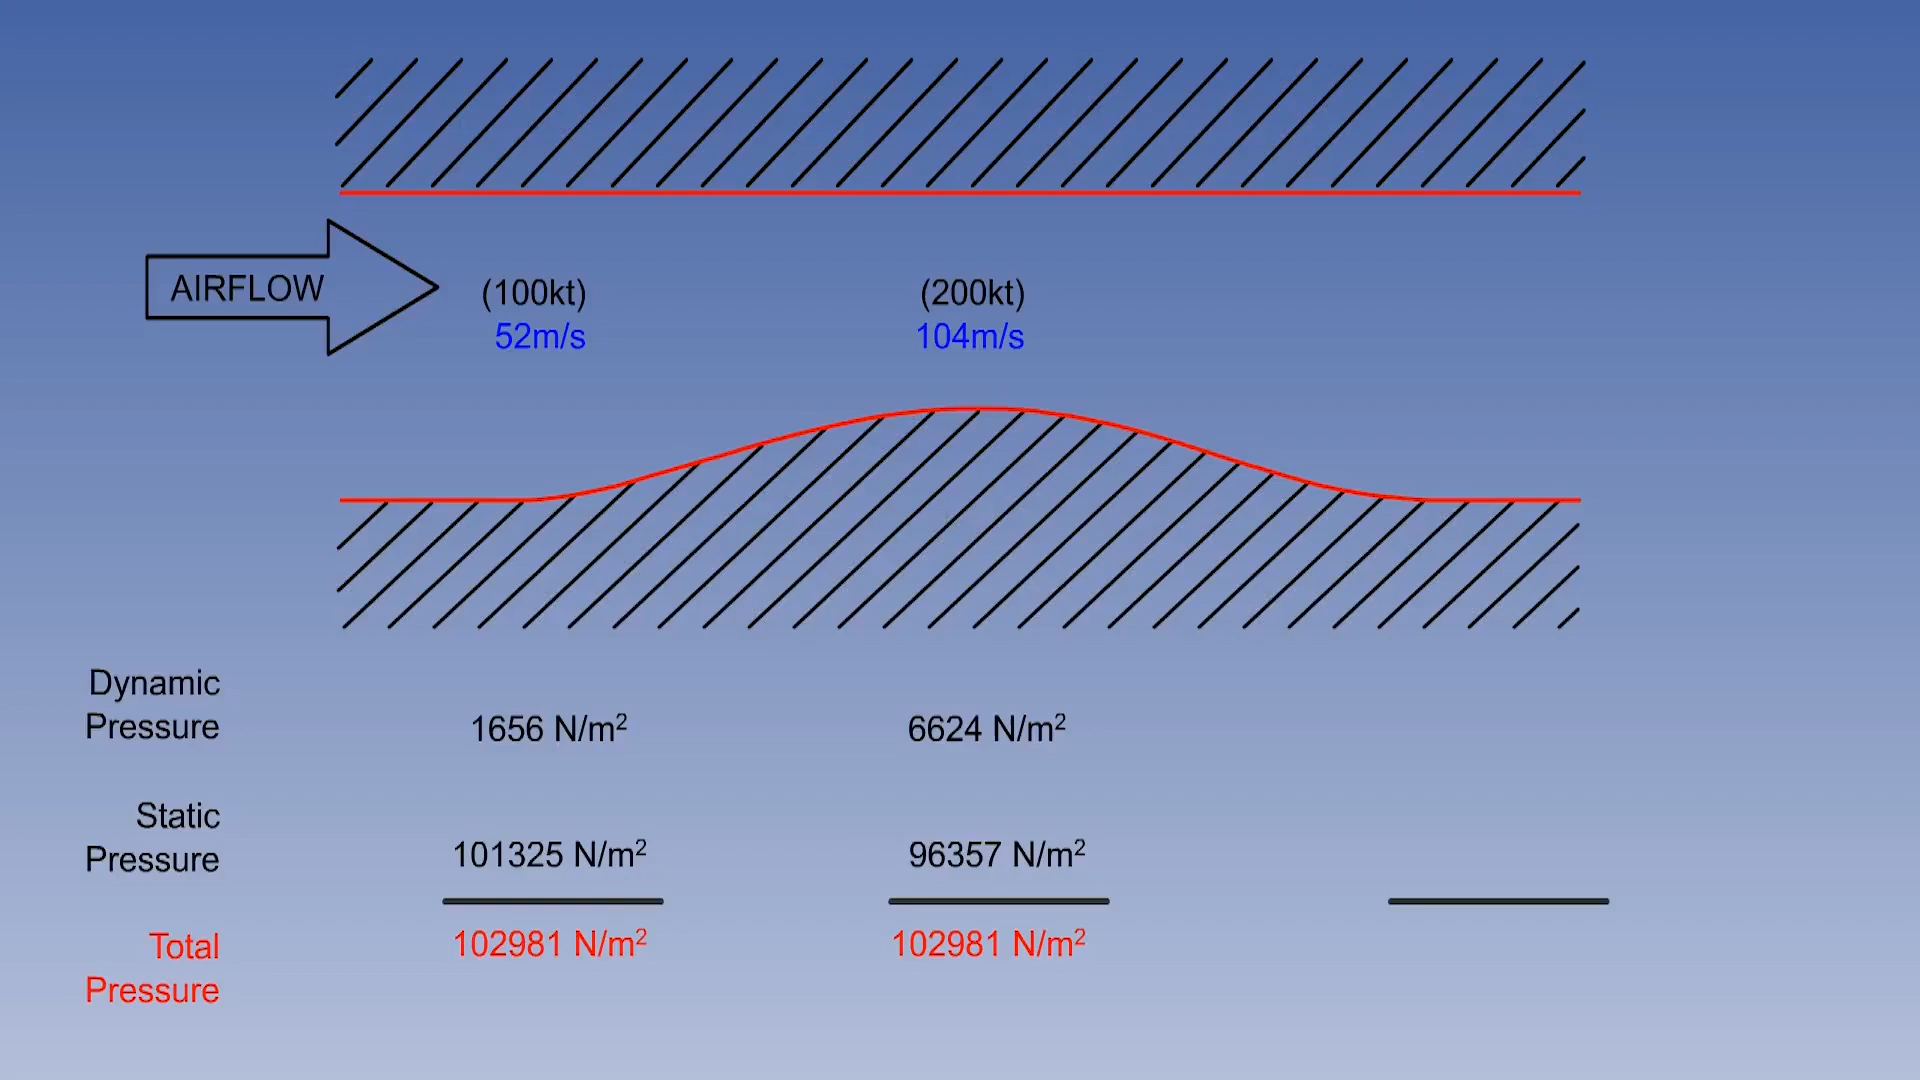 AIRFLOW
(100kt)
(200kt)
52m/s
104m/s
Dynamic
Pressure
1656 N/m²
6624 N/m²
Static
Pressure
101325 N/m²
96357 N/m²
Total
Pressure
102981 N/m²
102981 N/m²